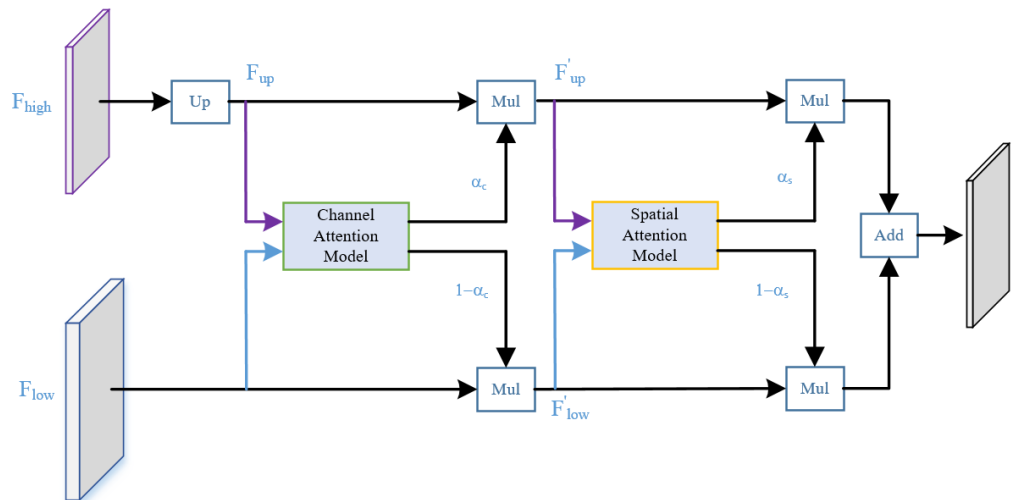 F_high
Up
F_up
Mul
F'_up
Mul
α_c
α_s
Channel
Attention
Model
Spatial
Attention
Model
Add
1−α_c
1−α_s
F_low
Mul
F'_low
Mul